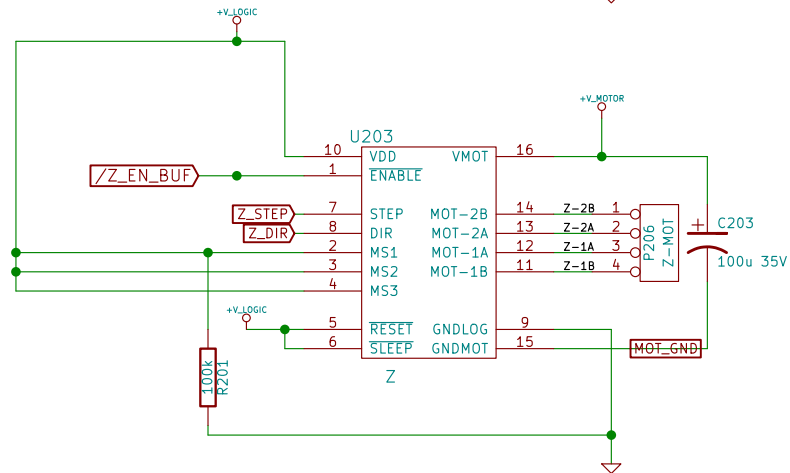 +V_LOGIC
+V_MOTOR
U203
10 VDD VMOT 16
/Z_EN_BUF 1 ENABLE
Z_STEP 7 STEP MOT-2B 14 Z-2B 1
Z_DIR 8 DIR MOT-2A 13 Z-2A 2
2 MS1 MOT-1A 12 Z-1A 3
3 MS2 MOT-1B 11 Z-1B 4
4 MS3
P206
Z-MOT
+ C203
100u 35V
+V_LOGIC
5 RESET GNDLOG 9
6 SLEEP GNDMOT 15 MOT_GND
Z
100k
R201